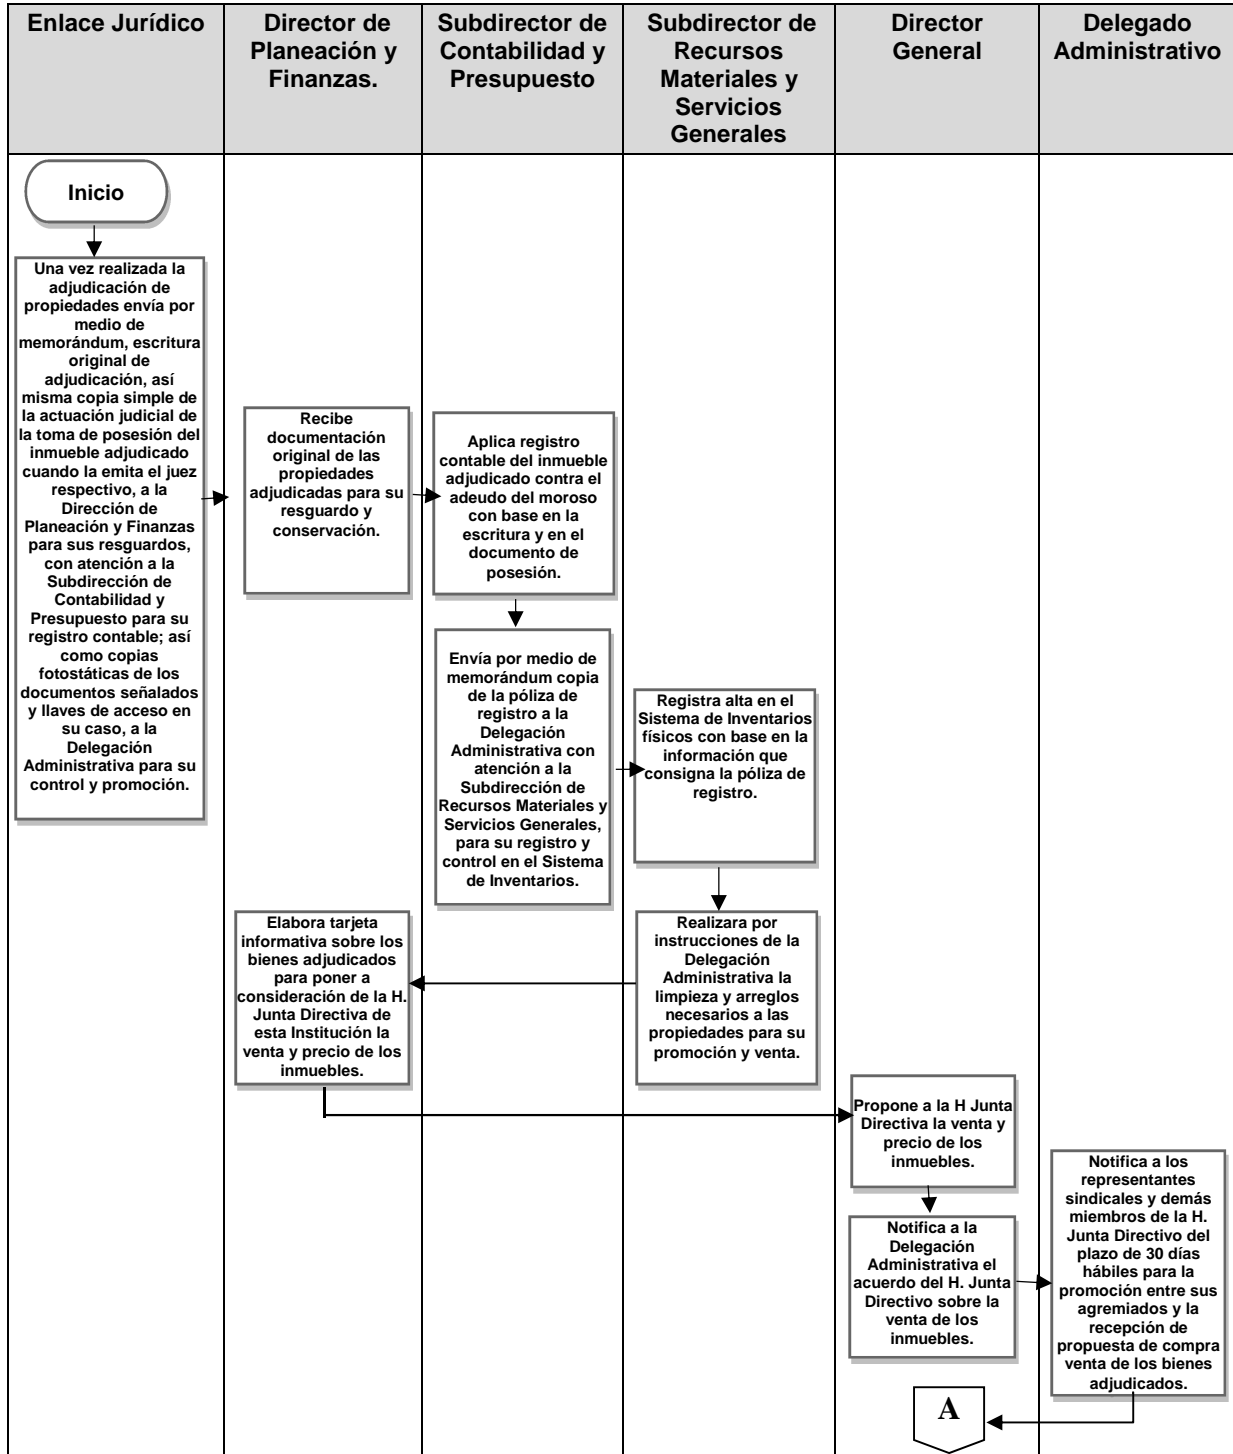 Enlace Jurídico
Director de
Planeación y
Finanzas.
Subdirector de
Contabilidad y
Presupuesto
Subdirector de
Recursos
Materiales y
Servicios
Generales
Director
General
Delegado
Administrativo
Inicio
Una vez realizada la
adjudicación de
propiedades envía por
medio de
memorándum, escritura
original de
adjudicación, así
misma copia simple de
la actuación judicial de
la toma de posesión del
inmueble adjudicado
cuando la emita el juez
respectivo, a la
Dirección de
Planeación y Finanzas
para sus resguardos,
con atención a la
Subdirección de
Contabilidad y
Presupuesto para su
registro contable; así
como copias
fotostáticas de los
documentos señalados
y llaves de acceso en
su caso, a la
Delegación
Administrativa para su
control y promoción.
Recibe
documentación
original de las
propiedades
adjudicadas para su
resguardo y
conservación.
Aplica registro
contable del inmueble
adjudicado contra el
adeudo del moroso
con base en la
escritura y en el
documento de
posesión.
Envía por medio de
memorándum copia
de la póliza de
registro a la
Delegación
Administrativa con
atención a la
Subdirección de
Recursos Materiales y
Servicios Generales,
para su registro y
control en el Sistema
de Inventarios.
Registra alta en el
Sistema de Inventarios
físicos con base en la
información que
consigna la póliza de
registro.
Realizara por
instrucciones de la
Delegación
Administrativa la
limpieza y arreglos
necesarios a las
propiedades para su
promoción y venta.
Elabora tarjeta
informativa sobre los
bienes adjudicados
para poner a
consideración de la H.
Junta Directiva de
esta Institución la
venta y precio de los
inmuebles.
Propone a la H Junta
Directiva la venta y
precio de los
inmuebles.
Notifica a la
Delegación
Administrativa el
acuerdo del H. Junta
Directivo sobre la
venta de los
inmuebles.
Notifica a los
representantes
sindicales y demás
miembros de la H.
Junta Directivo del
plazo de 30 días
hábiles para la
promoción entre sus
agremiados y la
recepción de
propuesta de compra
venta de los bienes
adjudicados.
A